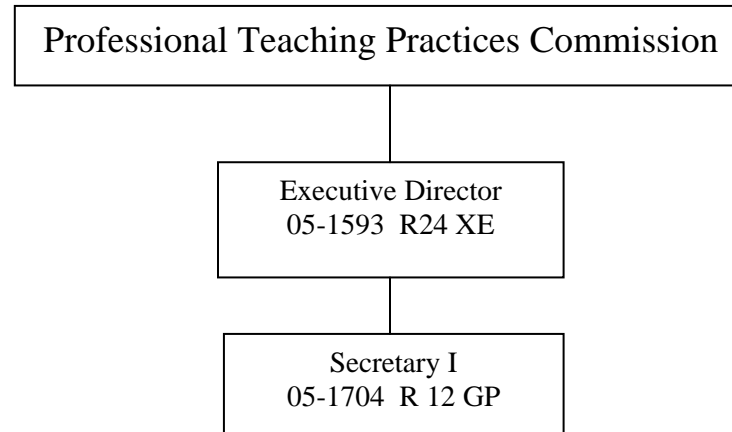 Professional Teaching Practices Commission
Executive Director
05-1593 R24 XE
Secretary I
05-1704 R 12 GP